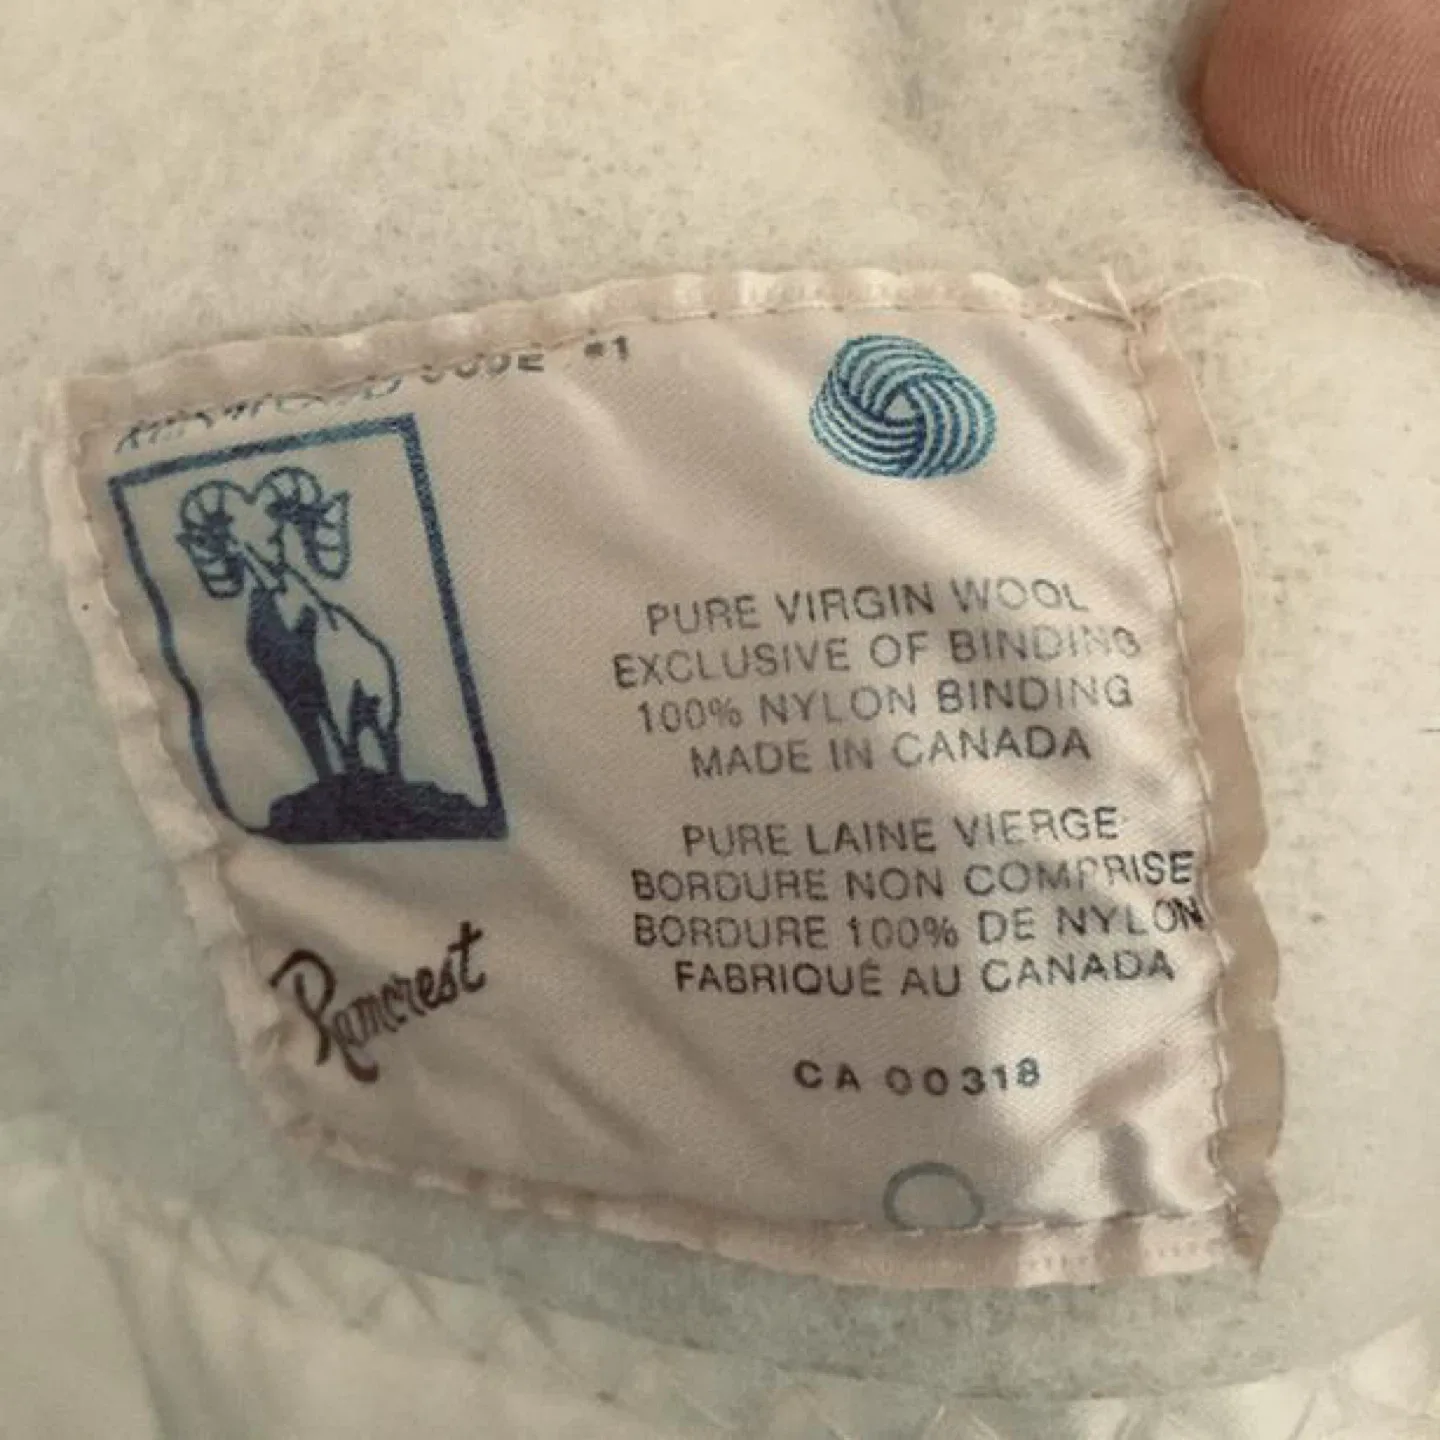 #1
PURE VIRGIN WOOL
EXCLUSIVE OF BINDING
100% NYLON BINDING
MADE IN CANADA
PURE LAINE VIERGE
BORDURE NON COMPRISE
BORDURE 100% DE NYLON
FABRIQUÉ AU CANADA
Ramcrest
CA 00318